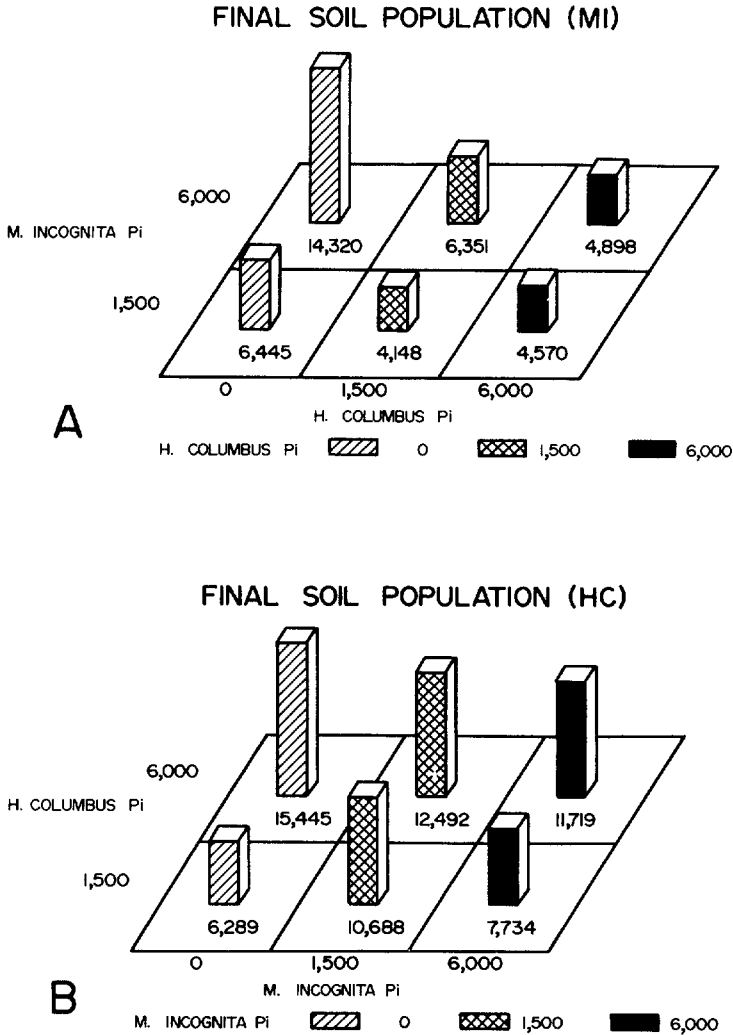 FINAL SOIL POPULATION (MI)
6,000
M. INCOGNITA Pi
14,320 6,351 4,898
1,500
6,445 4,148 4,570
0 1,500 6,000
H. COLUMBUS Pi
A
H. COLUMBUS Pi 0 1,500 6,000
FINAL SOIL POPULATION (HC)
6,000
H. COLUMBUS Pi
15,445 12,492 11,719
1,500
6,289 10,688 7,734
0 1,500 6,000
M. INCOGNITA Pi
B
M. INCOGNITA Pi 0 1,500 6,000